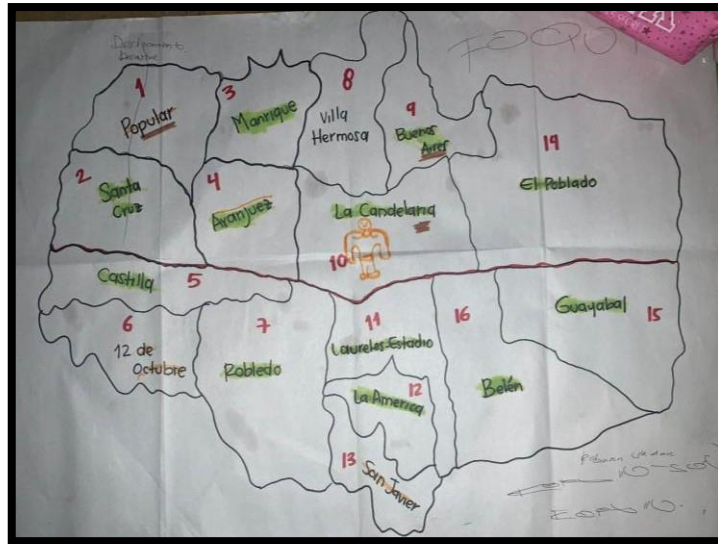 1
Popular
2
Santa
Cruz
3
Manrique
4
Aranjuez
Castilla
5
6
12 de
Octubre
7
Robledo
8
Villa
Hermosa
9
Buenos
Aires
La Candelaria
10
11
Laureles-Estadio
La America
12
13
San Javier
19
El Poblado
Guayabal
15
16
Belén